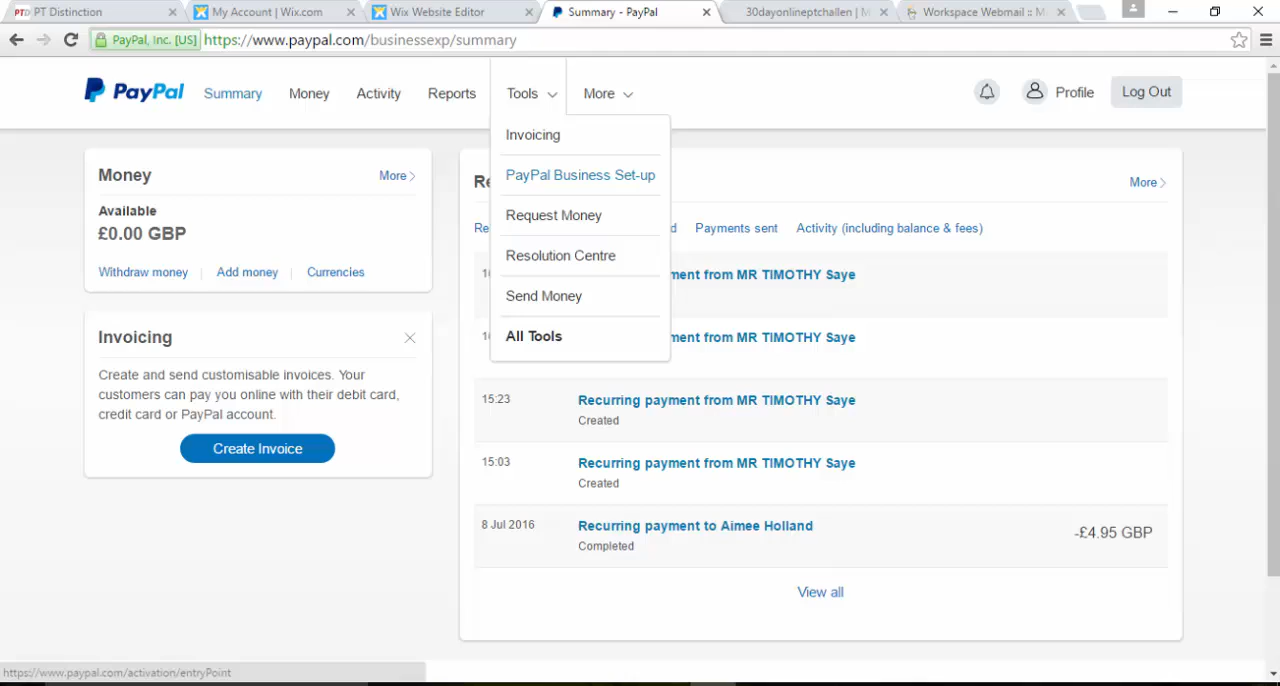 PTD PT Distinction
My Account | Wix.com
Wix Website Editor
Summary - PayPal
30dayonlineptchallen | M
Workspace Webmail :: M
PayPal, Inc. [US] https://www.paypal.com/businessexp/summary
PayPal
Summary
Money
Activity
Reports
Tools
More
Profile
Log Out
Invoicing
PayPal Business Set-up
Request Money
Resolution Centre
Send Money
All Tools
Money
More
Available
£0.00 GBP
Withdraw money
Add money
Currencies
Invoicing
Create and send customisable invoices. Your
customers can pay you online with their debit card,
credit card or PayPal account.
Create Invoice
More
Payments sent
Activity (including balance & fees)
ment from MR TIMOTHY Saye
ment from MR TIMOTHY Saye
15:23
Recurring payment from MR TIMOTHY Saye
Created
15:03
Recurring payment from MR TIMOTHY Saye
Created
8 Jul 2016
Recurring payment to Aimee Holland
-£4.95 GBP
Completed
View all
https://www.paypal.com/activation/entryPoint